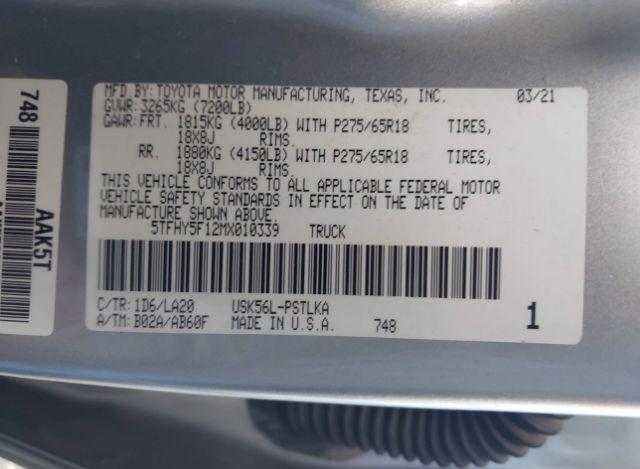 MFD.BY:TOYOTA MOTOR MANUFACTURING, TEXAS, INC. 03/21
GVWR:3265KG (7200LB)
GAWR:FRT. 1815KG (4000LB) WITH P275/65R18 TIRES,
18X8J RIMS.
RR. 1880KG (4150LB) WITH P275/65R18 TIRES,
18X8J RIMS.
THIS VEHICLE CONFORMS TO ALL APPLICABLE FEDERAL MOTOR
VEHICLE SAFETY STANDARDS IN EFFECT ON THE DATE OF
MANUFACTURE SHOWN ABOVE.
5TFHY5F12MX010339 TRUCK
C/TR:1D6/LA20 USK56L-PSTLKA
A/TM:B02A/AB60F MADE IN U.S.A. 748 1
748
AAK5T